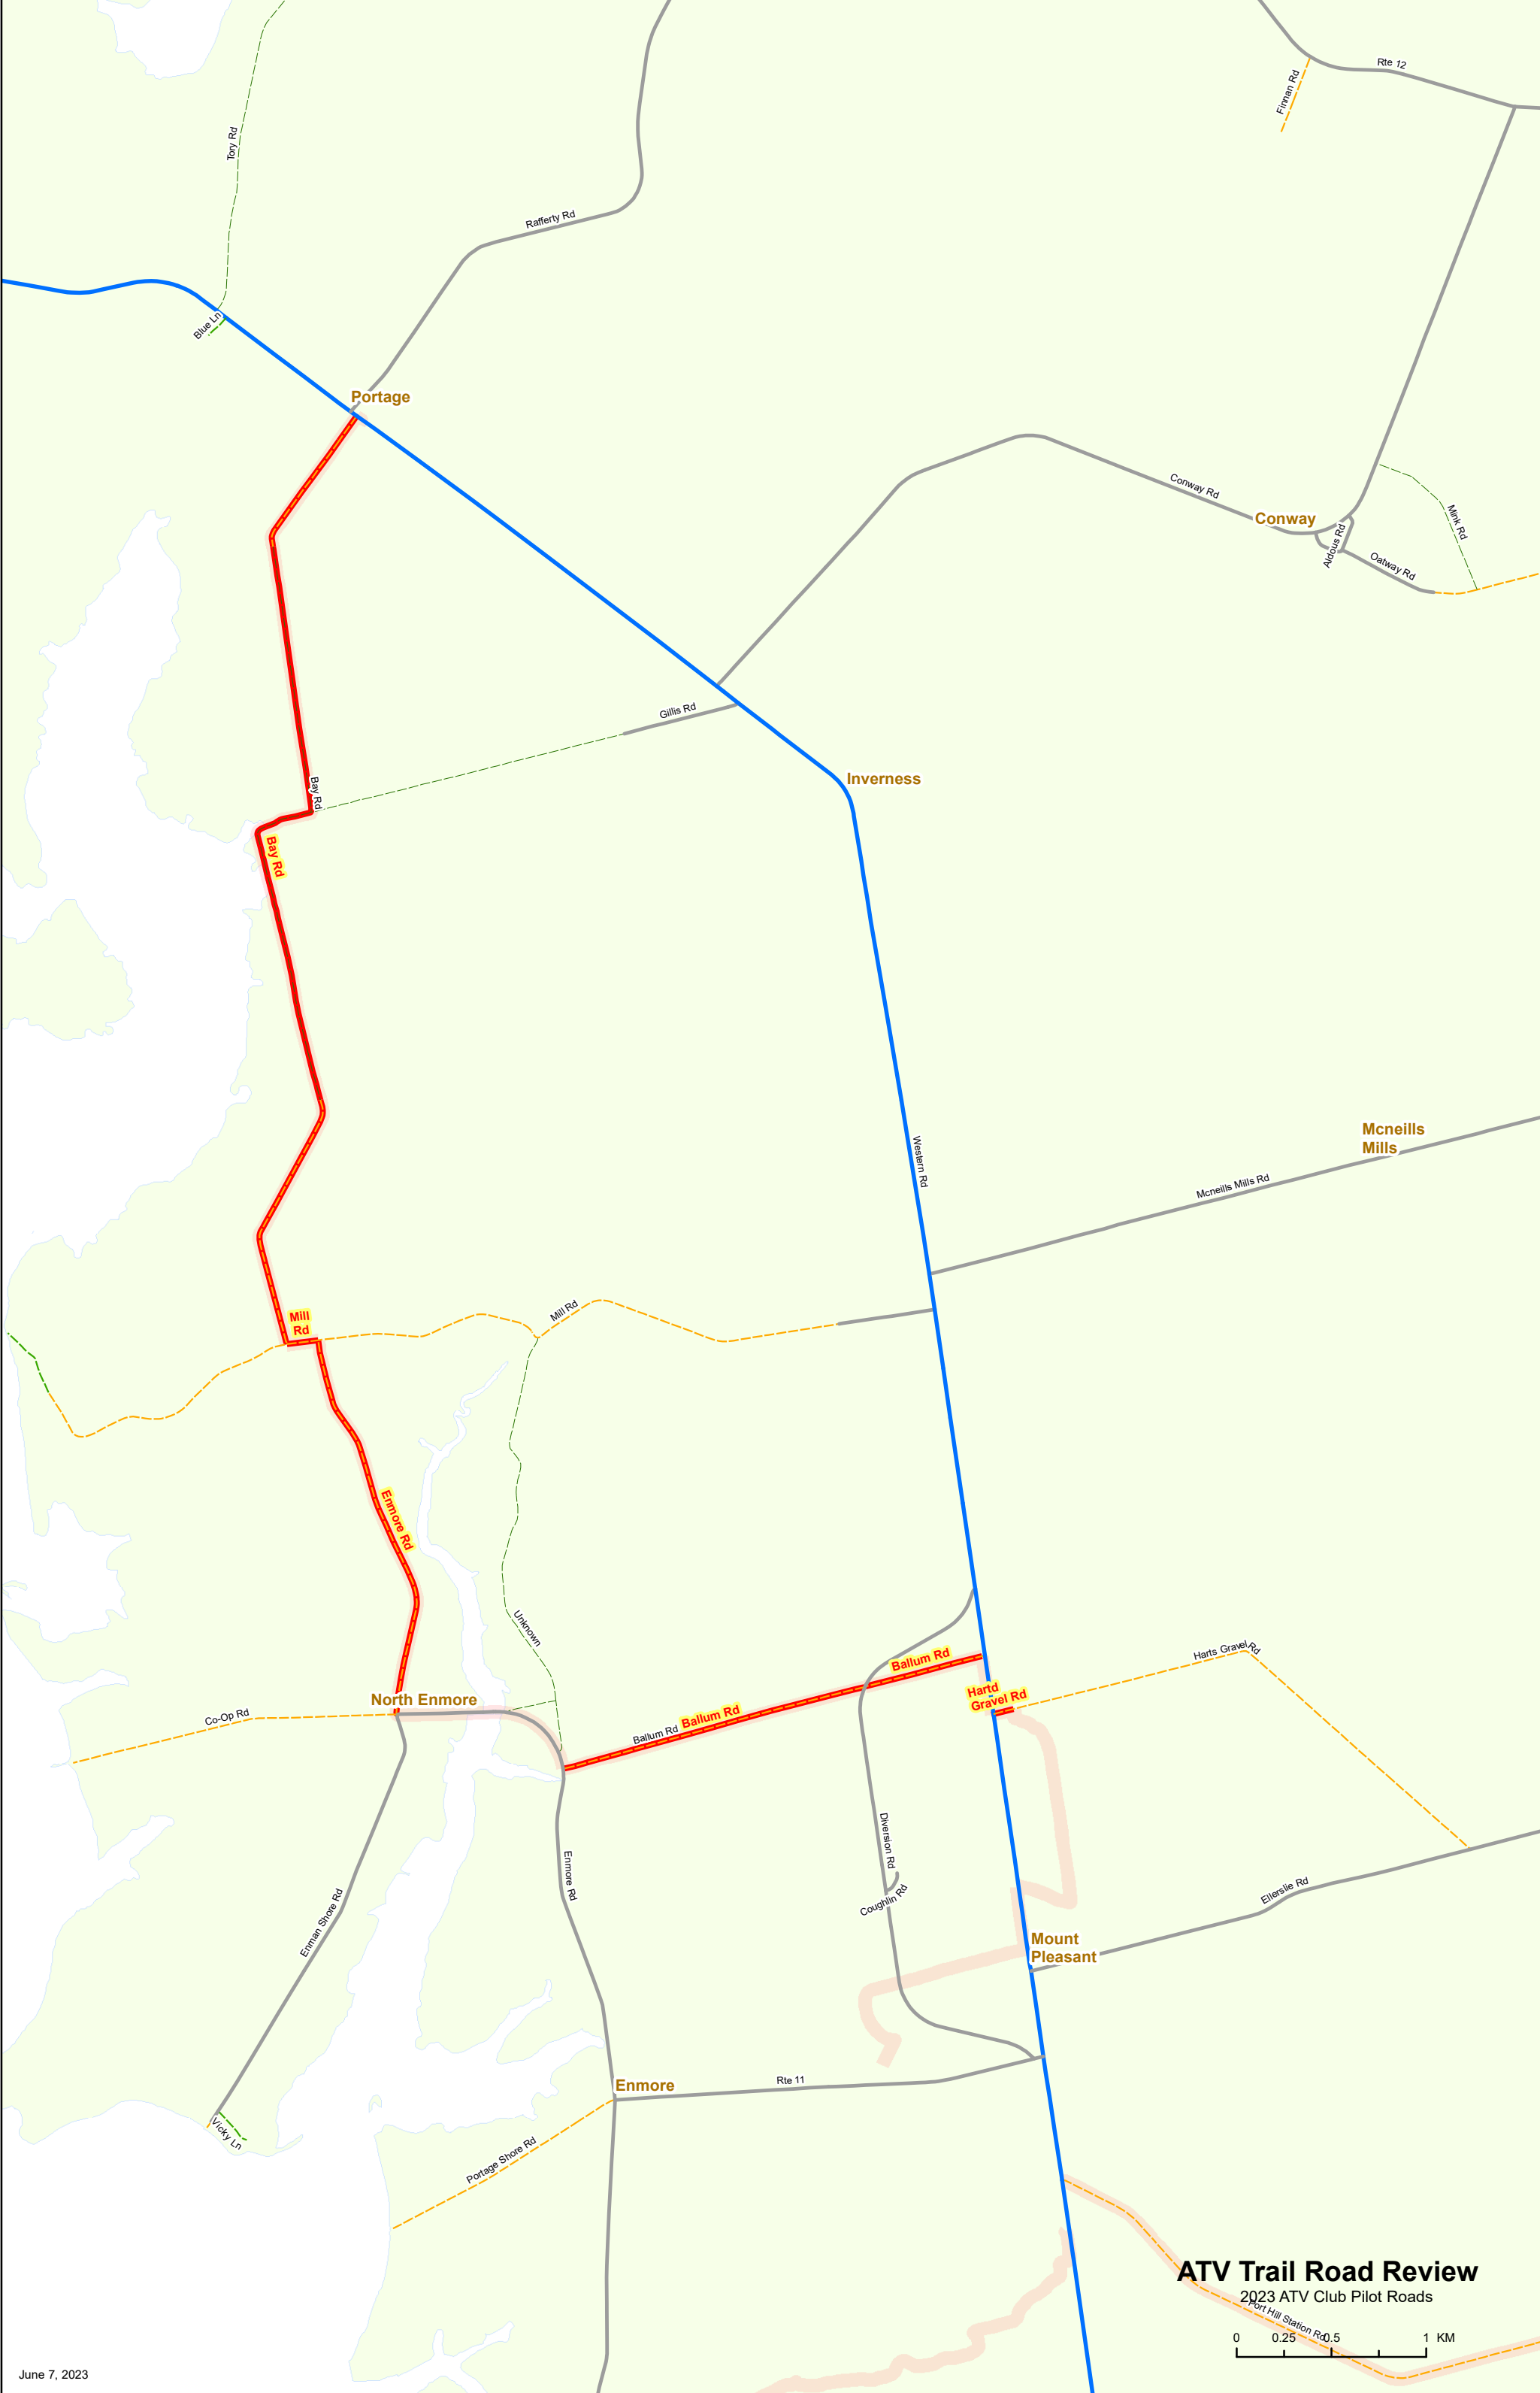 Rte 12
Finnan Rd
Tory Rd
Rafferty Rd
Blue Ln
Portage
Conway Rd
Conway
Mink Rd
Aldous Rd
Oatway Rd
Gillis Rd
Inverness
Bay Rd
Bay Rd
Mcneills
Mills
Western Rd
Mcneills Mills Rd
Mill Rd
Mill
Rd
Enmore Rd
Unknown
Harts Gravel Rd
Ballum Rd
Hartd
Gravel Rd
North Enmore
Co-Op Rd
Ballum Rd
Ballum Rd
Diversion Rd
Enmore Rd
Coughlin Rd
Ellerslie Rd
Enman Shore Rd
Mount
Pleasant
Rte 11
Enmore
Vicky Ln
Portage Shore Rd
ATV Trail Road Review
2023 ATV Club Pilot Roads
Port Hill Station Rd
0 0.25 0.5 1 KM
June 7, 2023